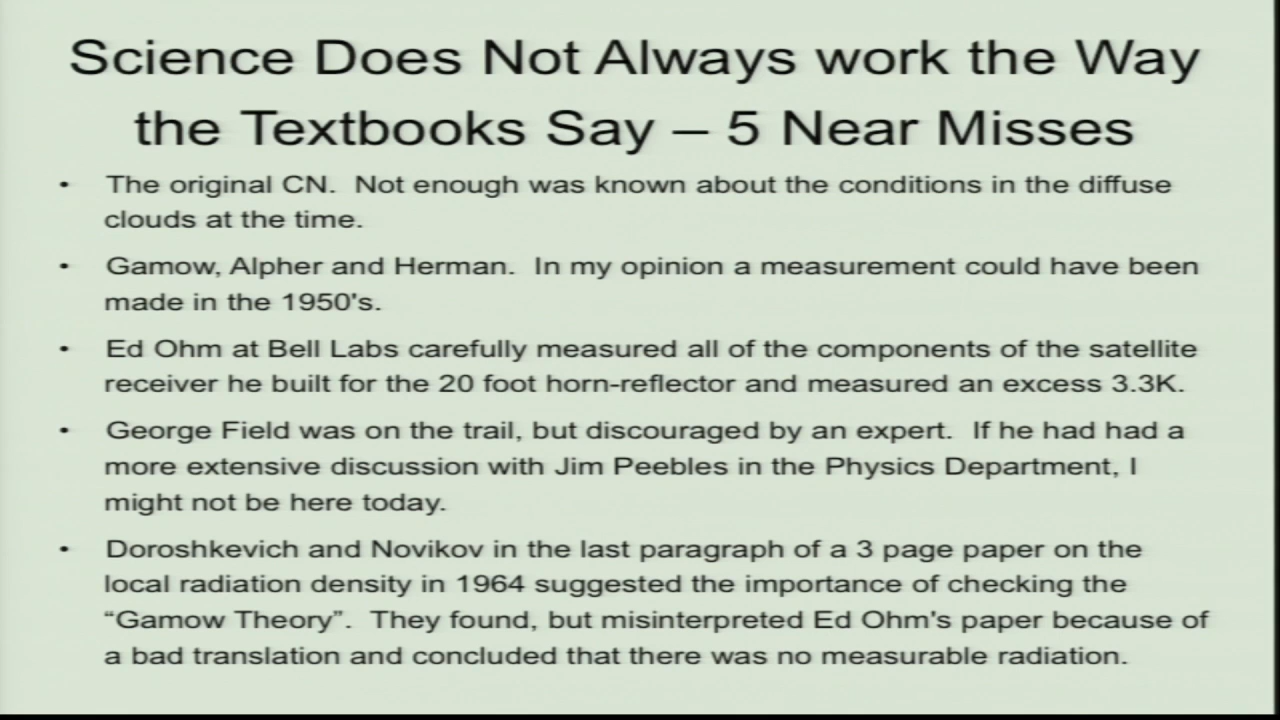 Science Does Not Always work the Way
the Textbooks Say – 5 Near Misses
• The original CN.  Not enough was known about the conditions in the diffuse
clouds at the time.
• Gamow, Alpher and Herman.  In my opinion a measurement could have been
made in the 1950's.
• Ed Ohm at Bell Labs carefully measured all of the components of the satellite
receiver he built for the 20 foot horn-reflector and measured an excess 3.3K.
• George Field was on the trail, but discouraged by an expert.  If he had had a
more extensive discussion with Jim Peebles in the Physics Department, I
might not be here today.
• Doroshkevich and Novikov in the last paragraph of a 3 page paper on the
local radiation density in 1964 suggested the importance of checking the
“Gamow Theory”.  They found, but misinterpreted Ed Ohm's paper because of
a bad translation and concluded that there was no measurable radiation.